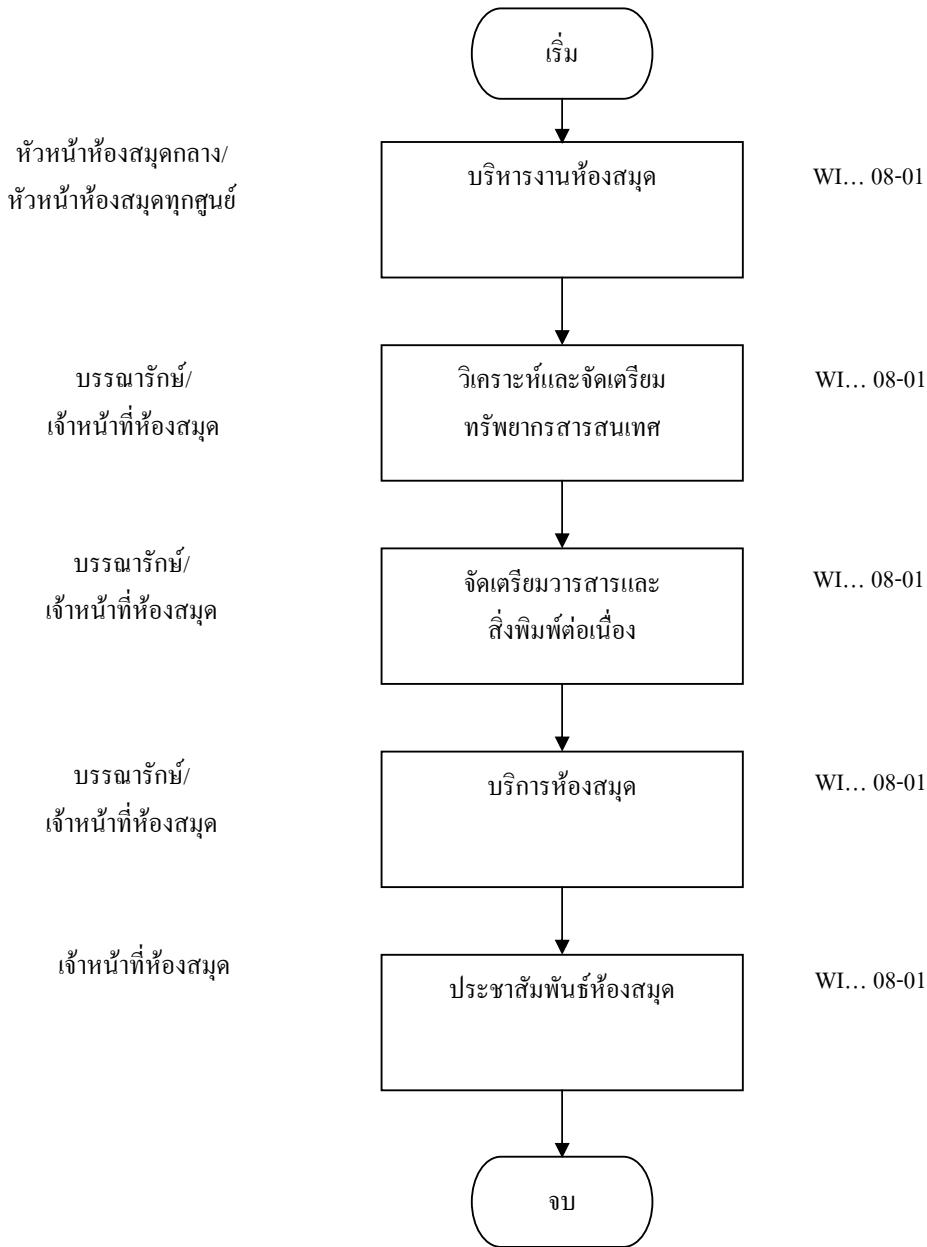 เริ่ม
หัวหน้าห้องสมุดกลาง/
หัวหน้าห้องสมุดทุกศูนย์
บริหารงานห้องสมุด
WI… 08-01
บรรณารักษ์/
เจ้าหน้าที่ห้องสมุด
วิเคราะห์และจัดเตรียม
ทรัพยากรสารสนเทศ
WI… 08-01
บรรณารักษ์/
เจ้าหน้าที่ห้องสมุด
จัดเตรียมวารสารและ
สิ่งพิมพ์ต่อเนื่อง
WI… 08-01
บรรณารักษ์/
เจ้าหน้าที่ห้องสมุด
บริการห้องสมุด
WI… 08-01
เจ้าหน้าที่ห้องสมุด
ประชาสัมพันธ์ห้องสมุด
WI… 08-01
จบ